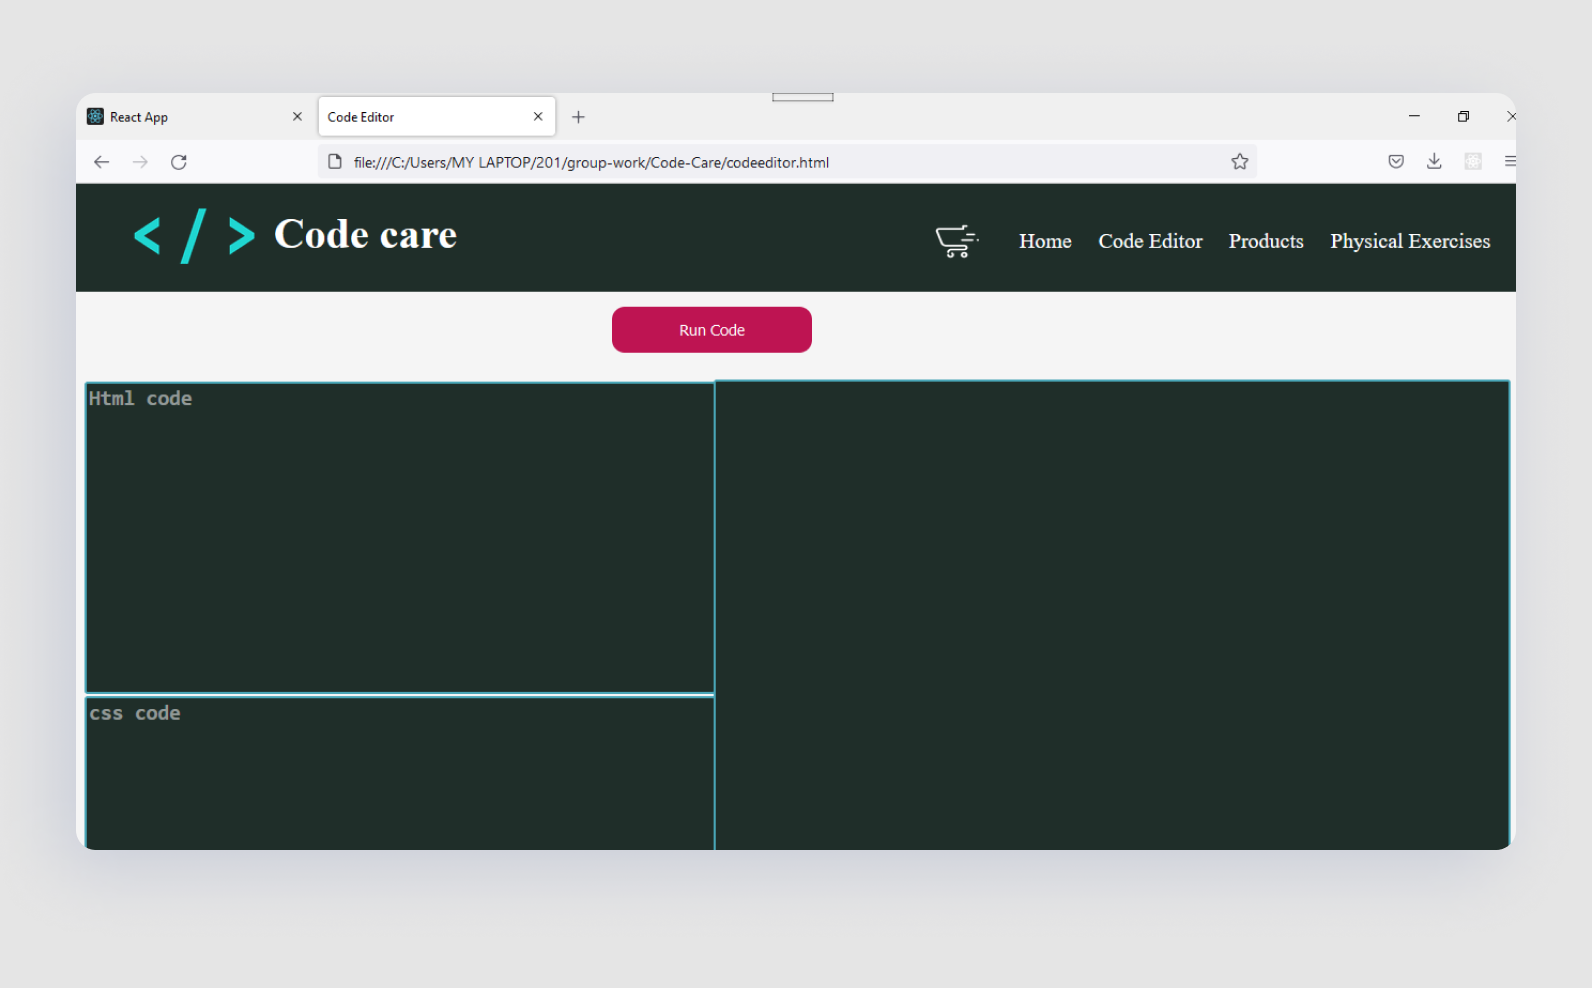 React App
Code Editor
file:///C:/Users/MY LAPTOP/201/group-work/Code-Care/codeeditor.html
</> Code care
Home Code Editor Products Physical Exercises
Run Code
Html code
css code